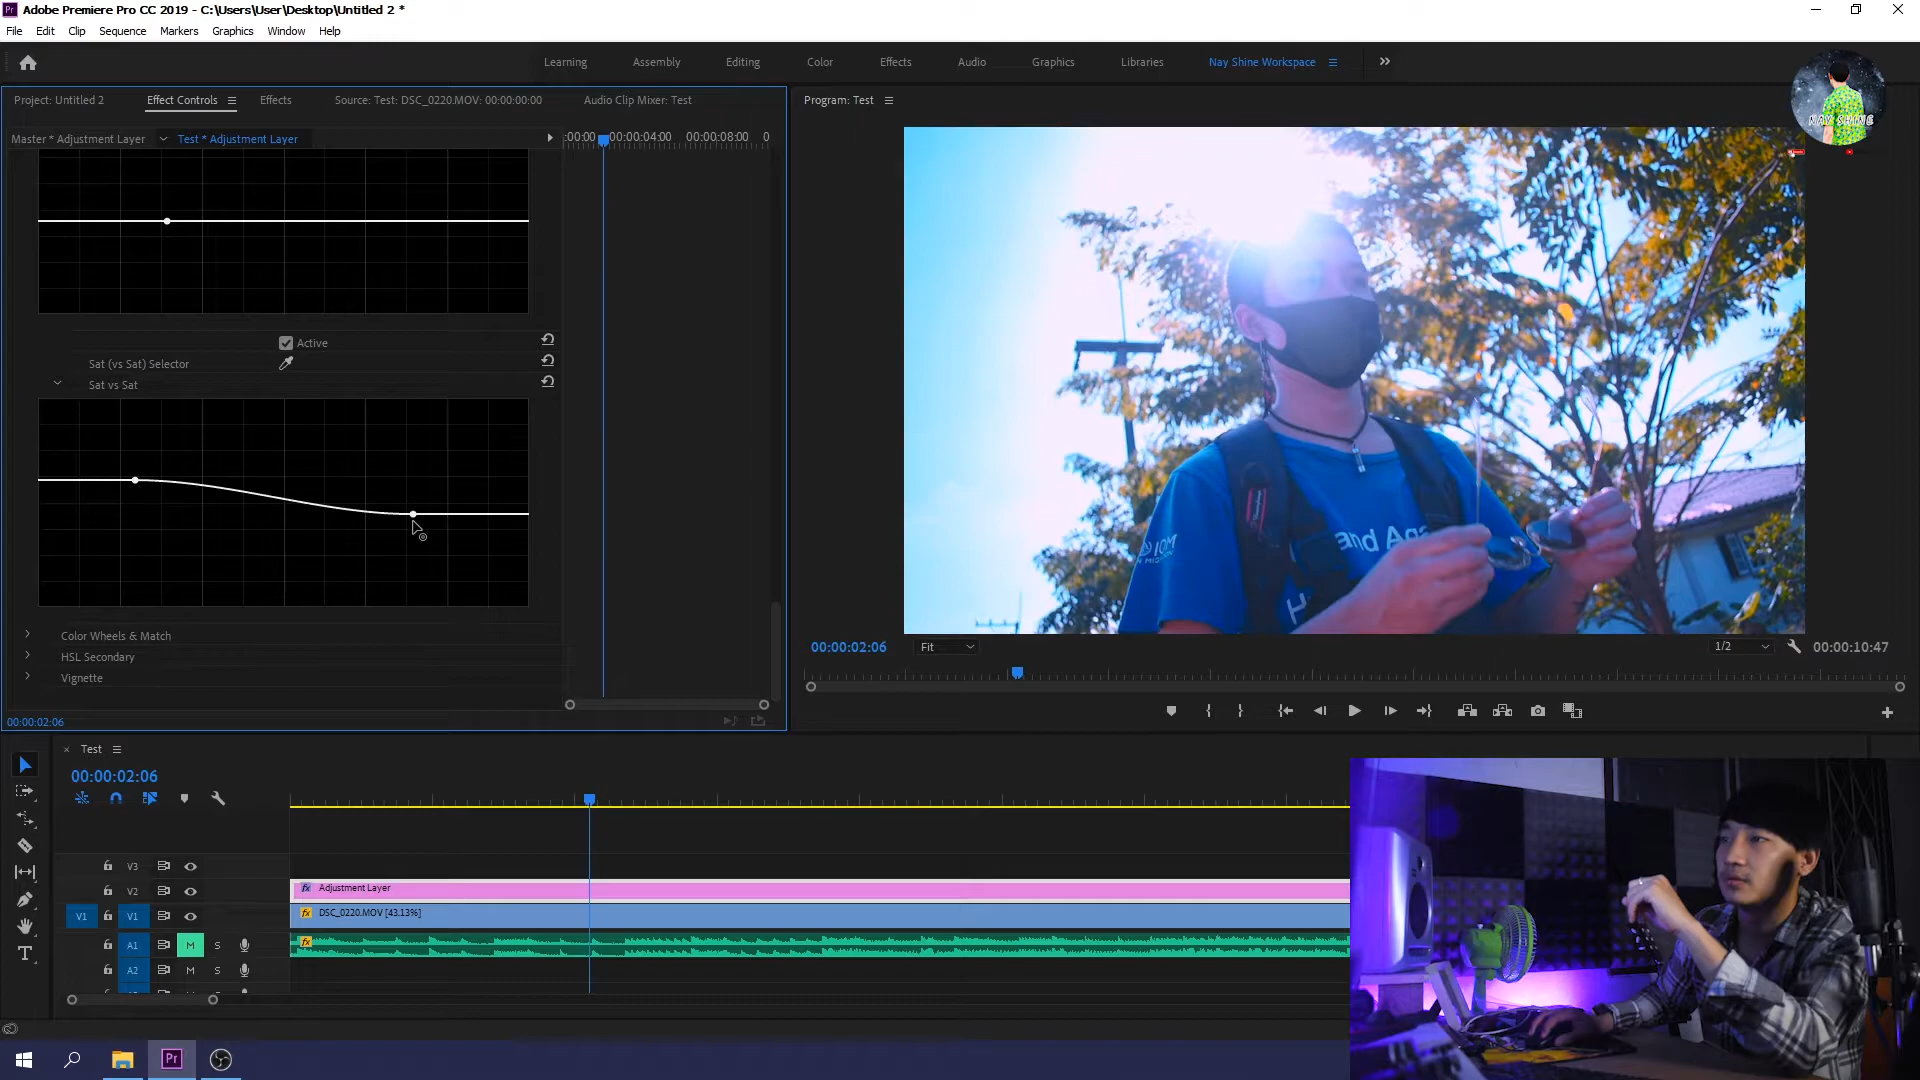 Adobe Premiere Pro CC 2019 - C:\Users\User\Desktop\Untitled 2 *
File Edit Clip Sequence Markers Graphics Window Help
Learning Assembly Editing Color Effects Audio Graphics Libraries Nay Shine Workspace
NAY SHINE
Project: Untitled 2 Effect Controls Effects Source: Test: DSC_0220.MOV: 00:00:00:00 Audio Clip Mixer: Test
Program: Test
Master * Adjustment Layer Test * Adjustment Layer
:00:00 00:00:04:00 00:00:08:00 0
Active
Sat (vs Sat) Selector
Sat vs Sat
and Aga
IOM
Color Wheels & Match
HSL Secondary
Vignette
00:00:02:06
00:00:02:06 Fit 1/2 00:00:10:47
Test
00:00:02:06
V3
V2 Adjustment Layer
V1 V1 DSC_0220.MOV [43.13%]
A1 M S
A2 M S
Pr